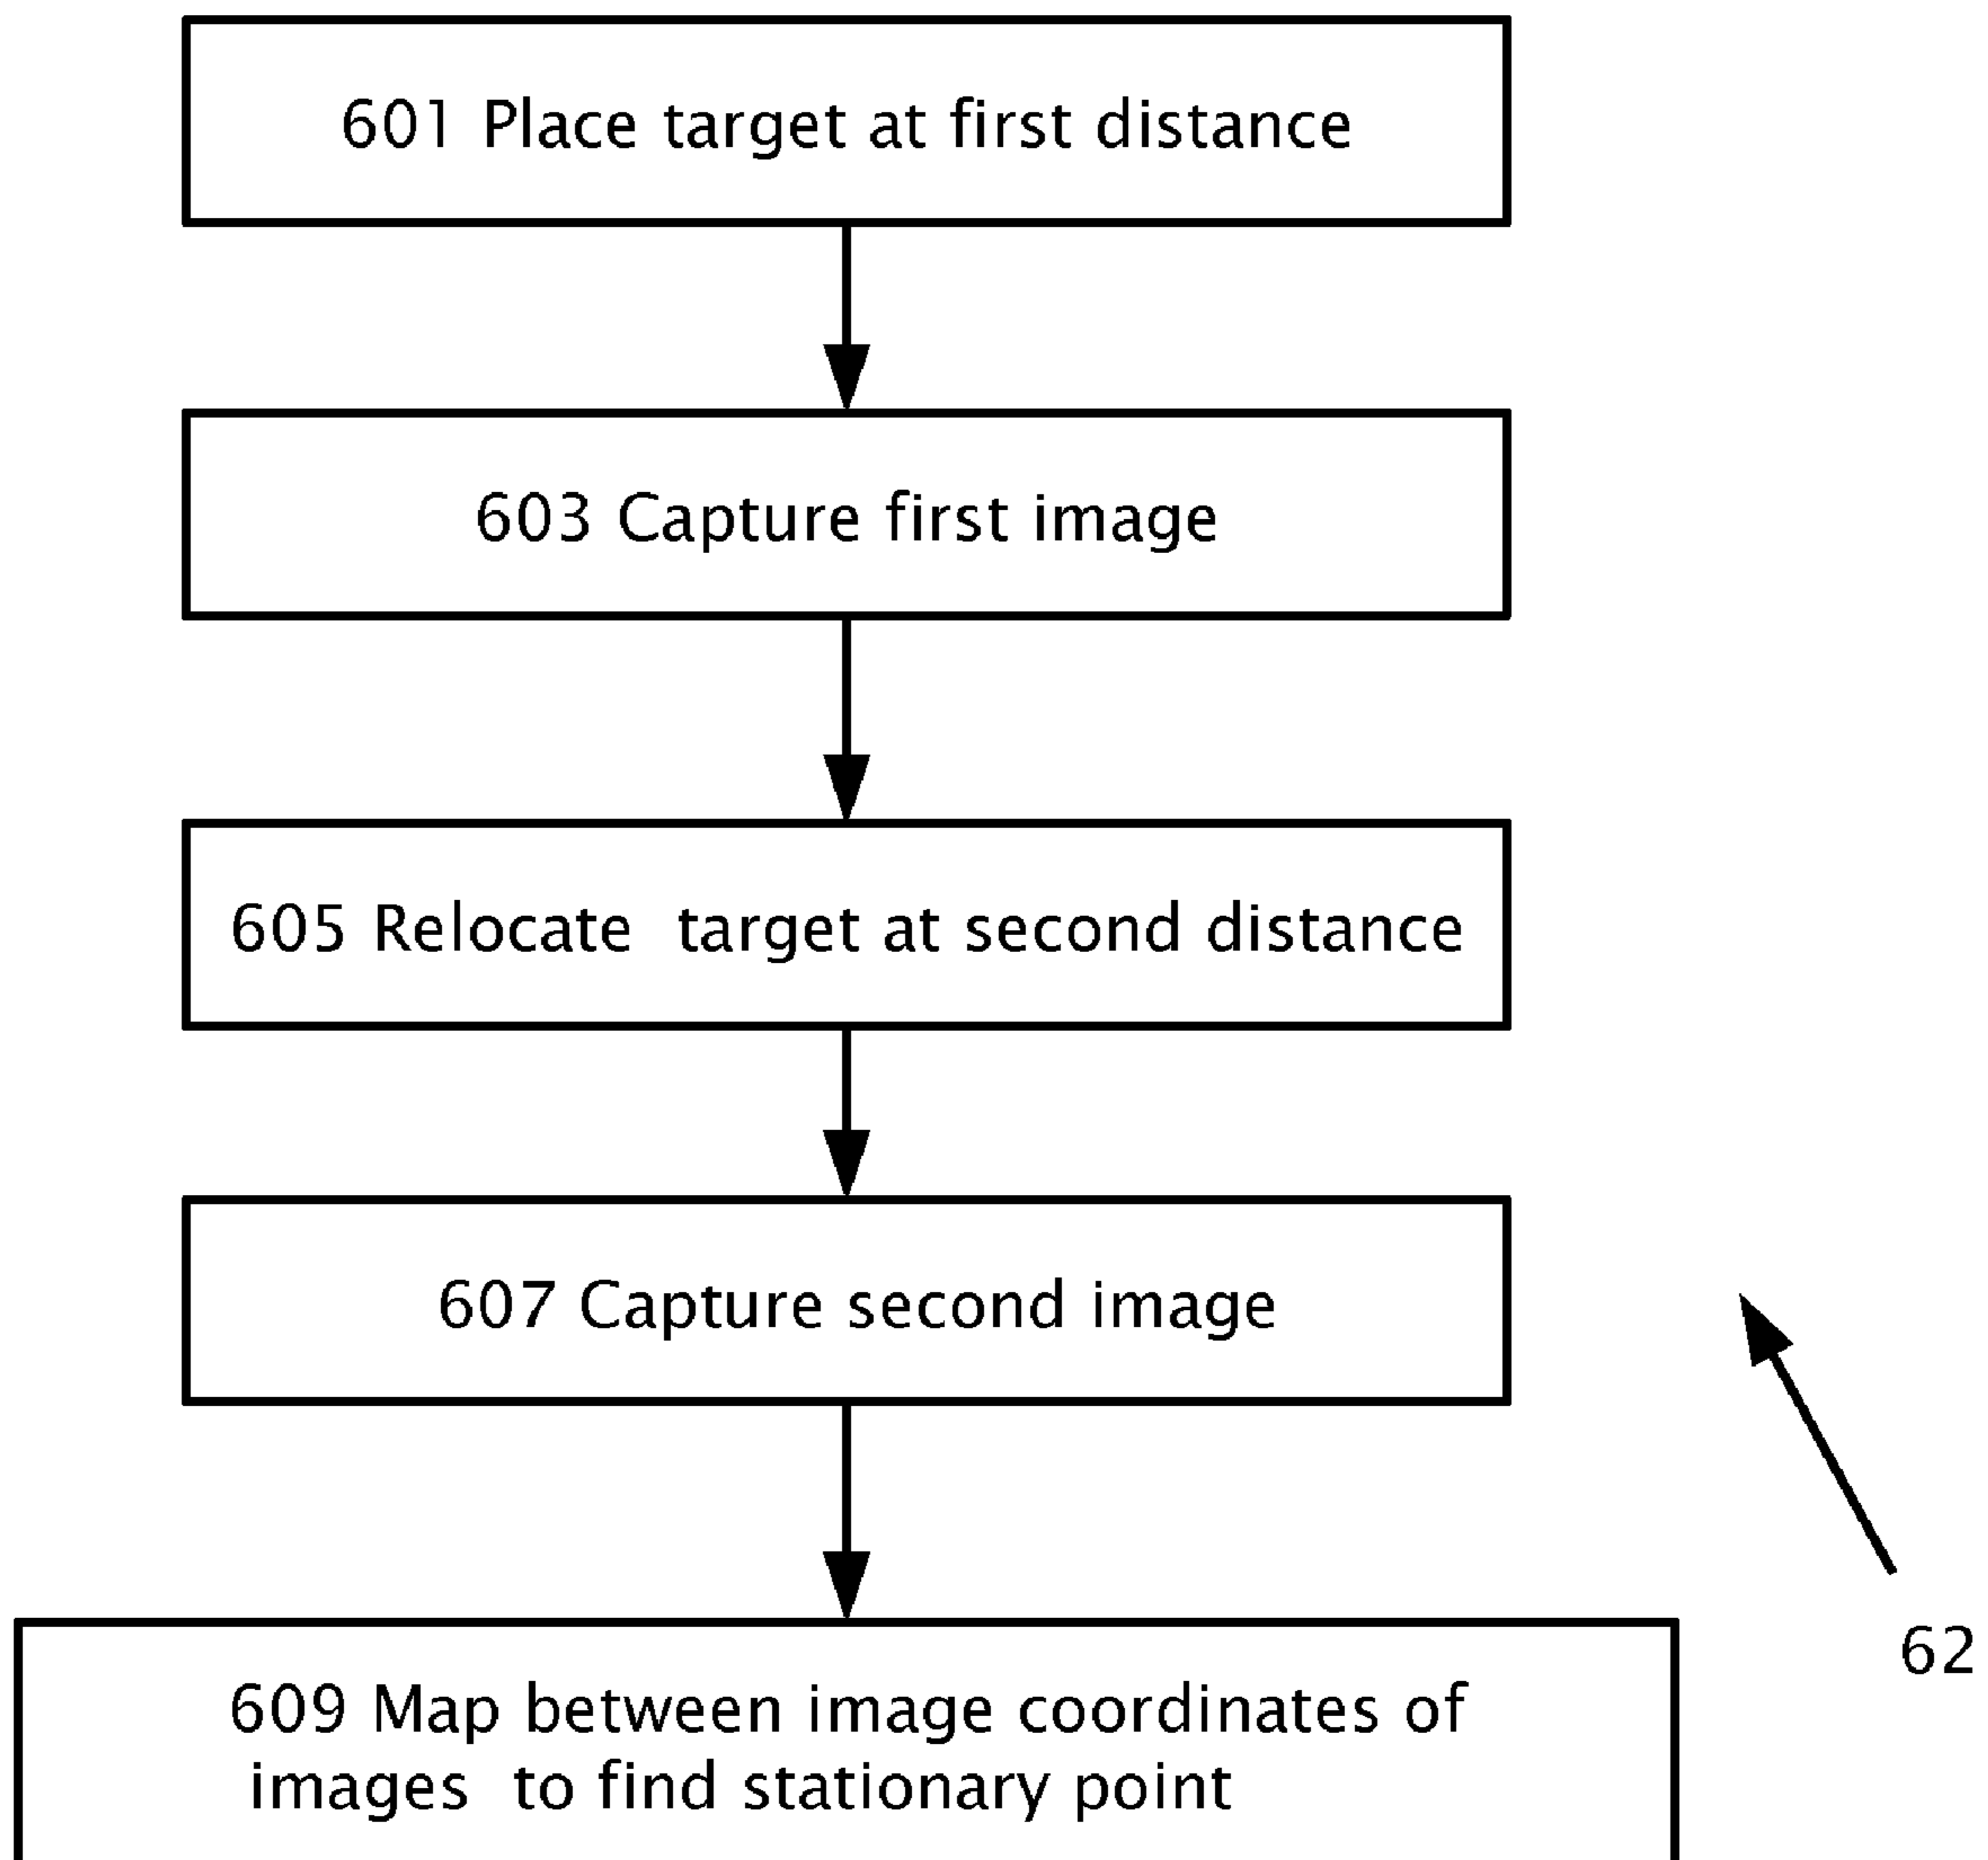 601 Place target at first distance
603 Capture first image
605 Relocate target at second distance
607 Capture second image
62
609 Map between image coordinates of
images to find stationary point